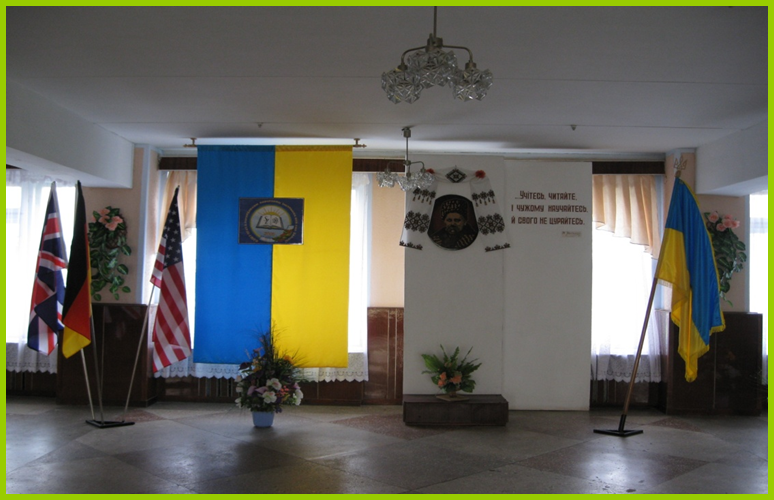 ...УЧІТЕСЬ, ЧИТАЙТЕ,
І ЧУЖОМУ НАУЧАЙТЕСЬ,
Й СВОГО НЕ ЦУРАЙТЕСЬ.